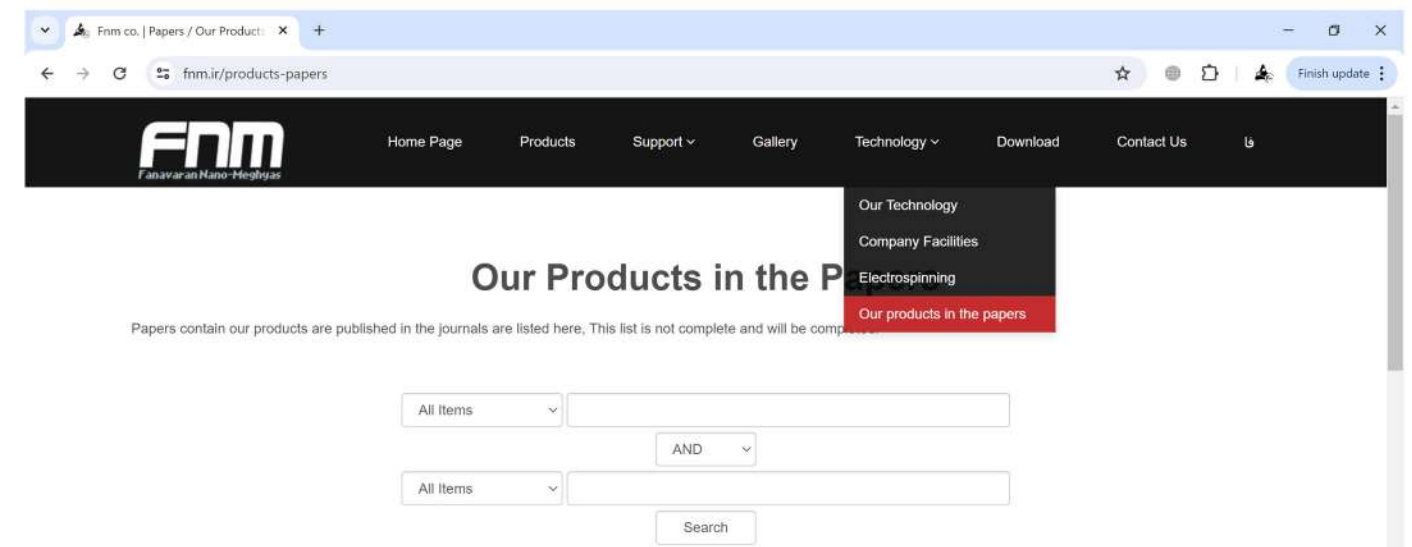 Fnm co. | Papers / Our Product
fnm.ir/products-papers
Finish update
FNM
Fanavaran Nano-Meghyas
Home Page
Products
Support
Gallery
Technology
Download
Contact Us
فا
Our Technology
Company Facilities
Electrospinning
Our products in the papers
Our Products in the Papers
Papers contain our products are published in the journals are listed here, This list is not complete and will be completed.
All Items
AND
All Items
Search